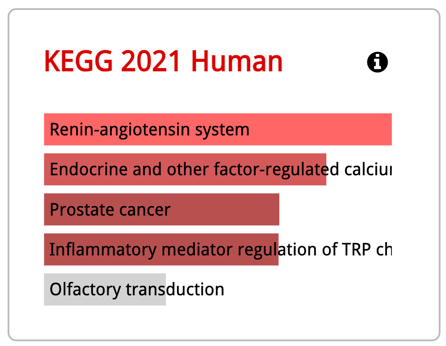 KEGG 2021 Human
Renin-angiotensin system
Endocrine and other factor-regulated calciu
Prostate cancer
Inflammatory mediator regulation of TRP ch
Olfactory transduction